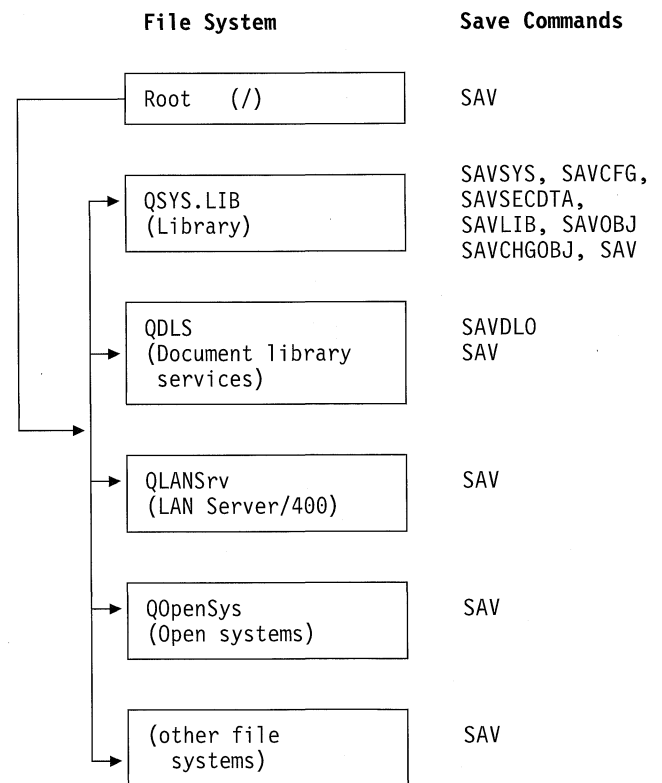 File System Save Commands
Root (/) SAV
QSYS.LIB
(Library)
SAVSYS, SAVCFG,
SAVSECDTA,
SAVLIB, SAVOBJ
SAVCHGOBJ, SAV
QDLS
(Document library
services)
SAVDLO
SAV
QLANSrv
(LAN Server/400)
SAV
QOpenSys
(Open systems)
SAV
(other file
systems)
SAV